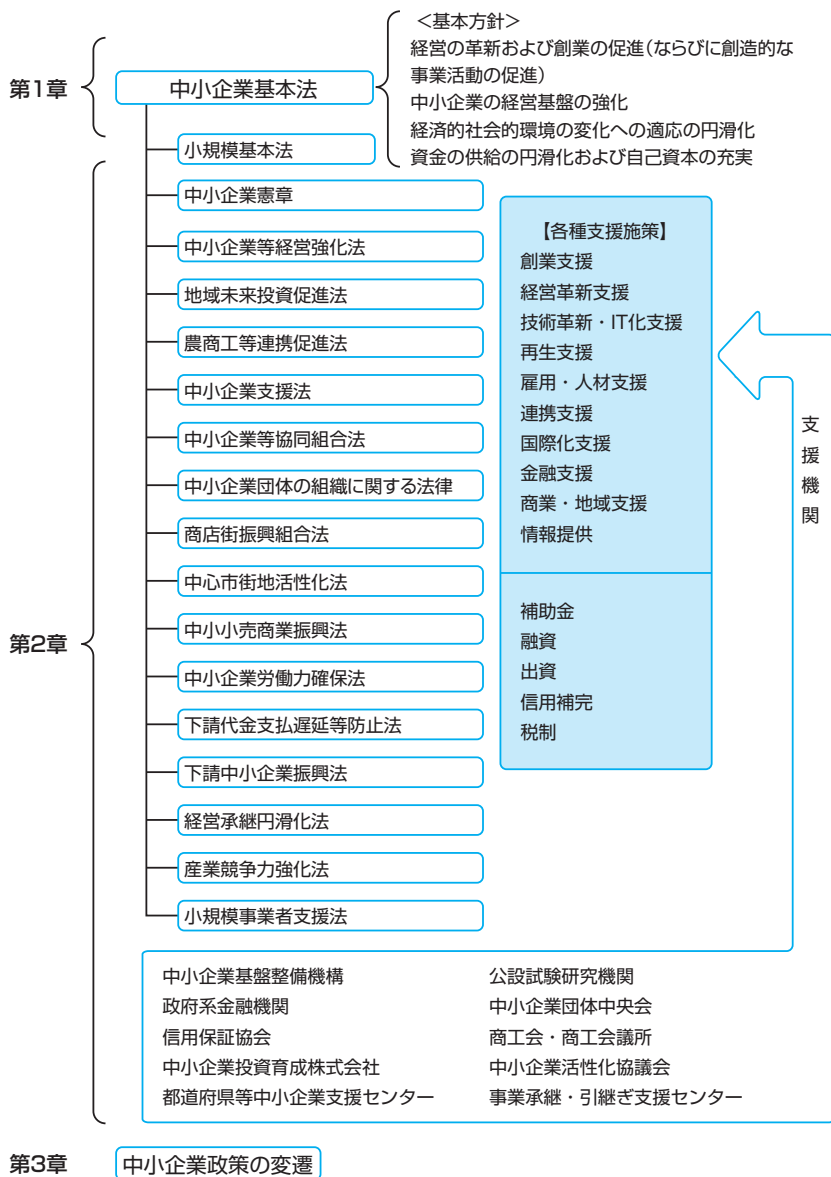 第1章
中小企業基本法
＜基本方針＞
経営の革新および創業の促進（ならびに創造的な
事業活動の促進）
中小企業の経営基盤の強化
経済的社会的環境の変化への適応の円滑化
資金の供給の円滑化および自己資本の充実
小規模基本法
第2章
中小企業憲章
中小企業等経営強化法
地域未来投資促進法
農商工等連携促進法
中小企業支援法
中小企業等協同組合法
中小企業団体の組織に関する法律
商店街振興組合法
中心市街地活性化法
中小小売商業振興法
中小企業労働力確保法
下請代金支払遅延等防止法
下請中小企業振興法
経営承継円滑化法
産業競争力強化法
小規模事業者支援法
【各種支援施策】
創業支援
経営革新支援
技術革新・IT化支援
再生支援
雇用・人材支援
連携支援
国際化支援
金融支援
商業・地域支援
情報提供
補助金
融資
出資
信用補完
税制
支援機関
中小企業基盤整備機構
政府系金融機関
信用保証協会
中小企業投資育成株式会社
都道府県等中小企業支援センター
公設試験研究機関
中小企業団体中央会
商工会・商工会議所
中小企業活性化協議会
事業承継・引継ぎ支援センター
第3章
中小企業政策の変遷